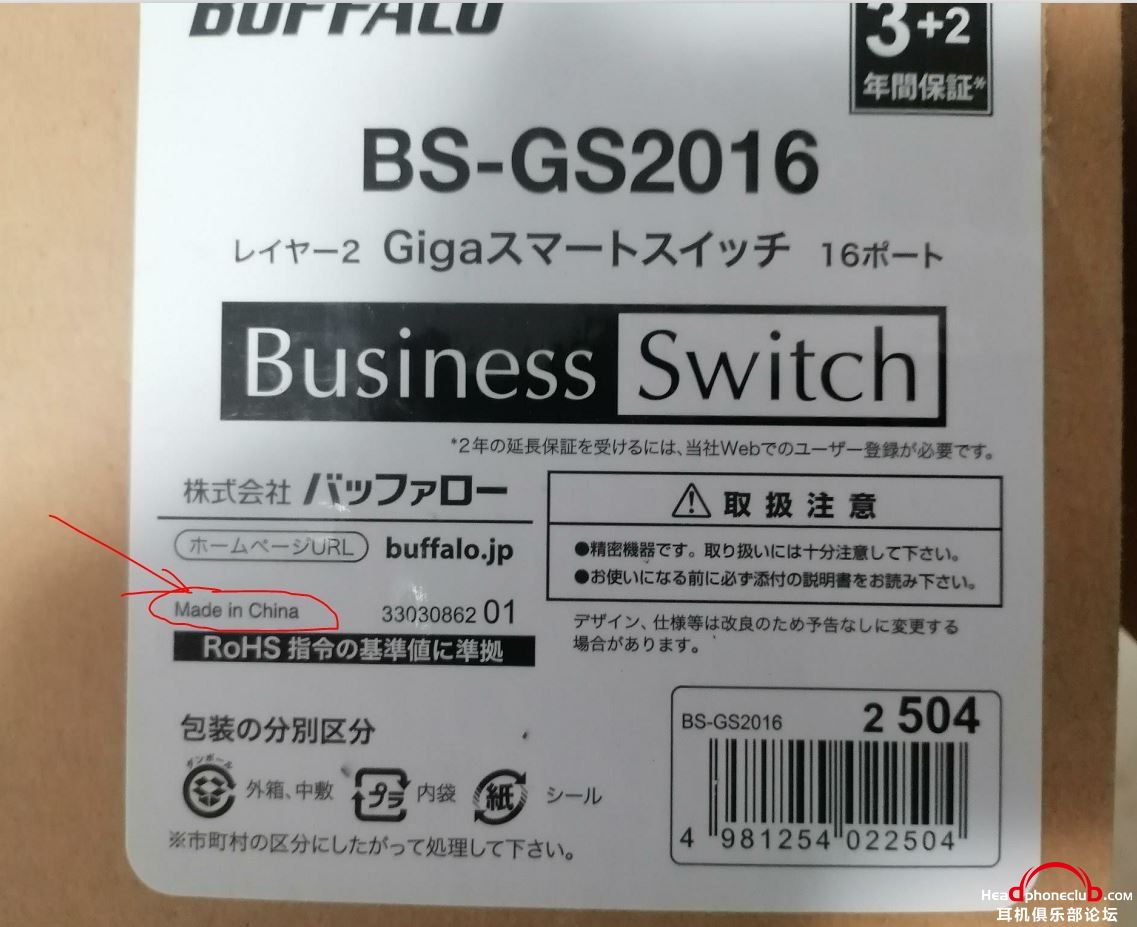 BUFFALO
3+2
年間保証*
BS-GS2016
レイヤー2 Gigaスマートスイッチ 16ポート
Business Switch
*2年の延長保証を受けるには、当社Webでのユーザー登録が必要です。
株式会社 バッファロー
ホームページURL buffalo.jp
Made in China 33030862 01
RoHS 指令の基準値に準拠
⚠ 取扱注意
●精密機器です。取り扱いには十分注意して下さい。
●お使いになる前に必ず添付の説明書をお読み下さい。
デザイン、仕様等は改良のため予告なしに変更する
場合があります。
包装の分別区分
ダンボール
外箱、中敷
プラ
内袋
紙
シール
※市町村の区分にしたがって処理して下さい。
BS-GS2016 2 504
4 981254 022504
Headphoneclub.com
耳机俱乐部论坛